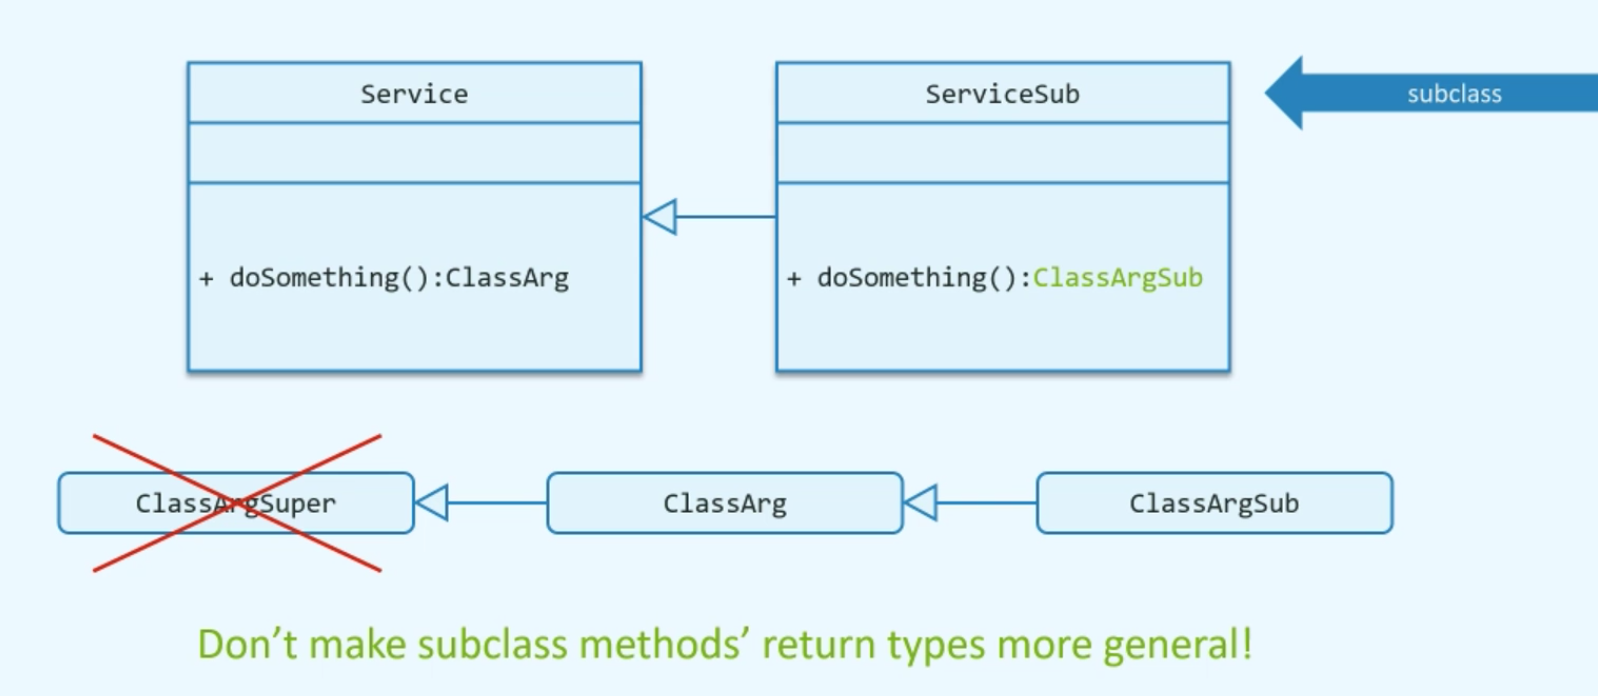 Service
ServiceSub
subclass
+ doSomething():ClassArg
+ doSomething():ClassArgSub
ClassArgSuper
ClassArg
ClassArgSub
Don’t make subclass methods’ return types more general!